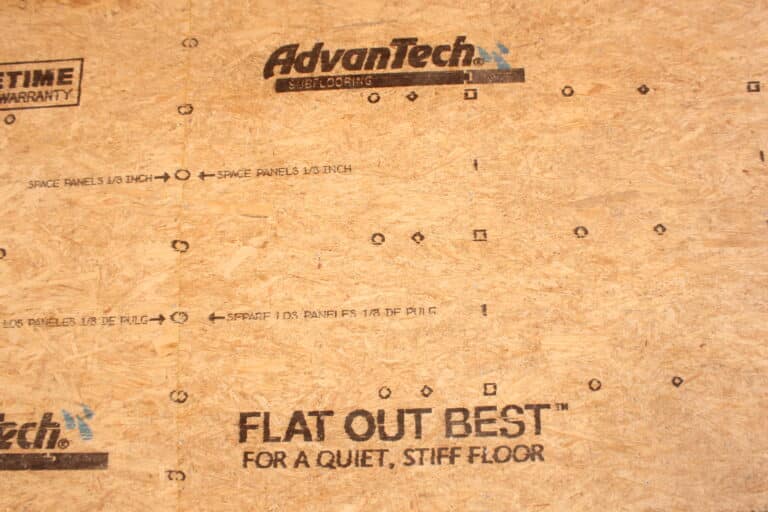 AdvanTech®
SUBFLOORING
ETIME
WARRANTY
SPACE PANELS 1/8 INCH
SPACE PANELS 1/8 INCH
LOS PANELES 1/8 DE PULG
SEPARE LOS PANELES 1/8 DE PULG
Tech®
FLAT OUT BEST™
FOR A QUIET, STIFF FLOOR